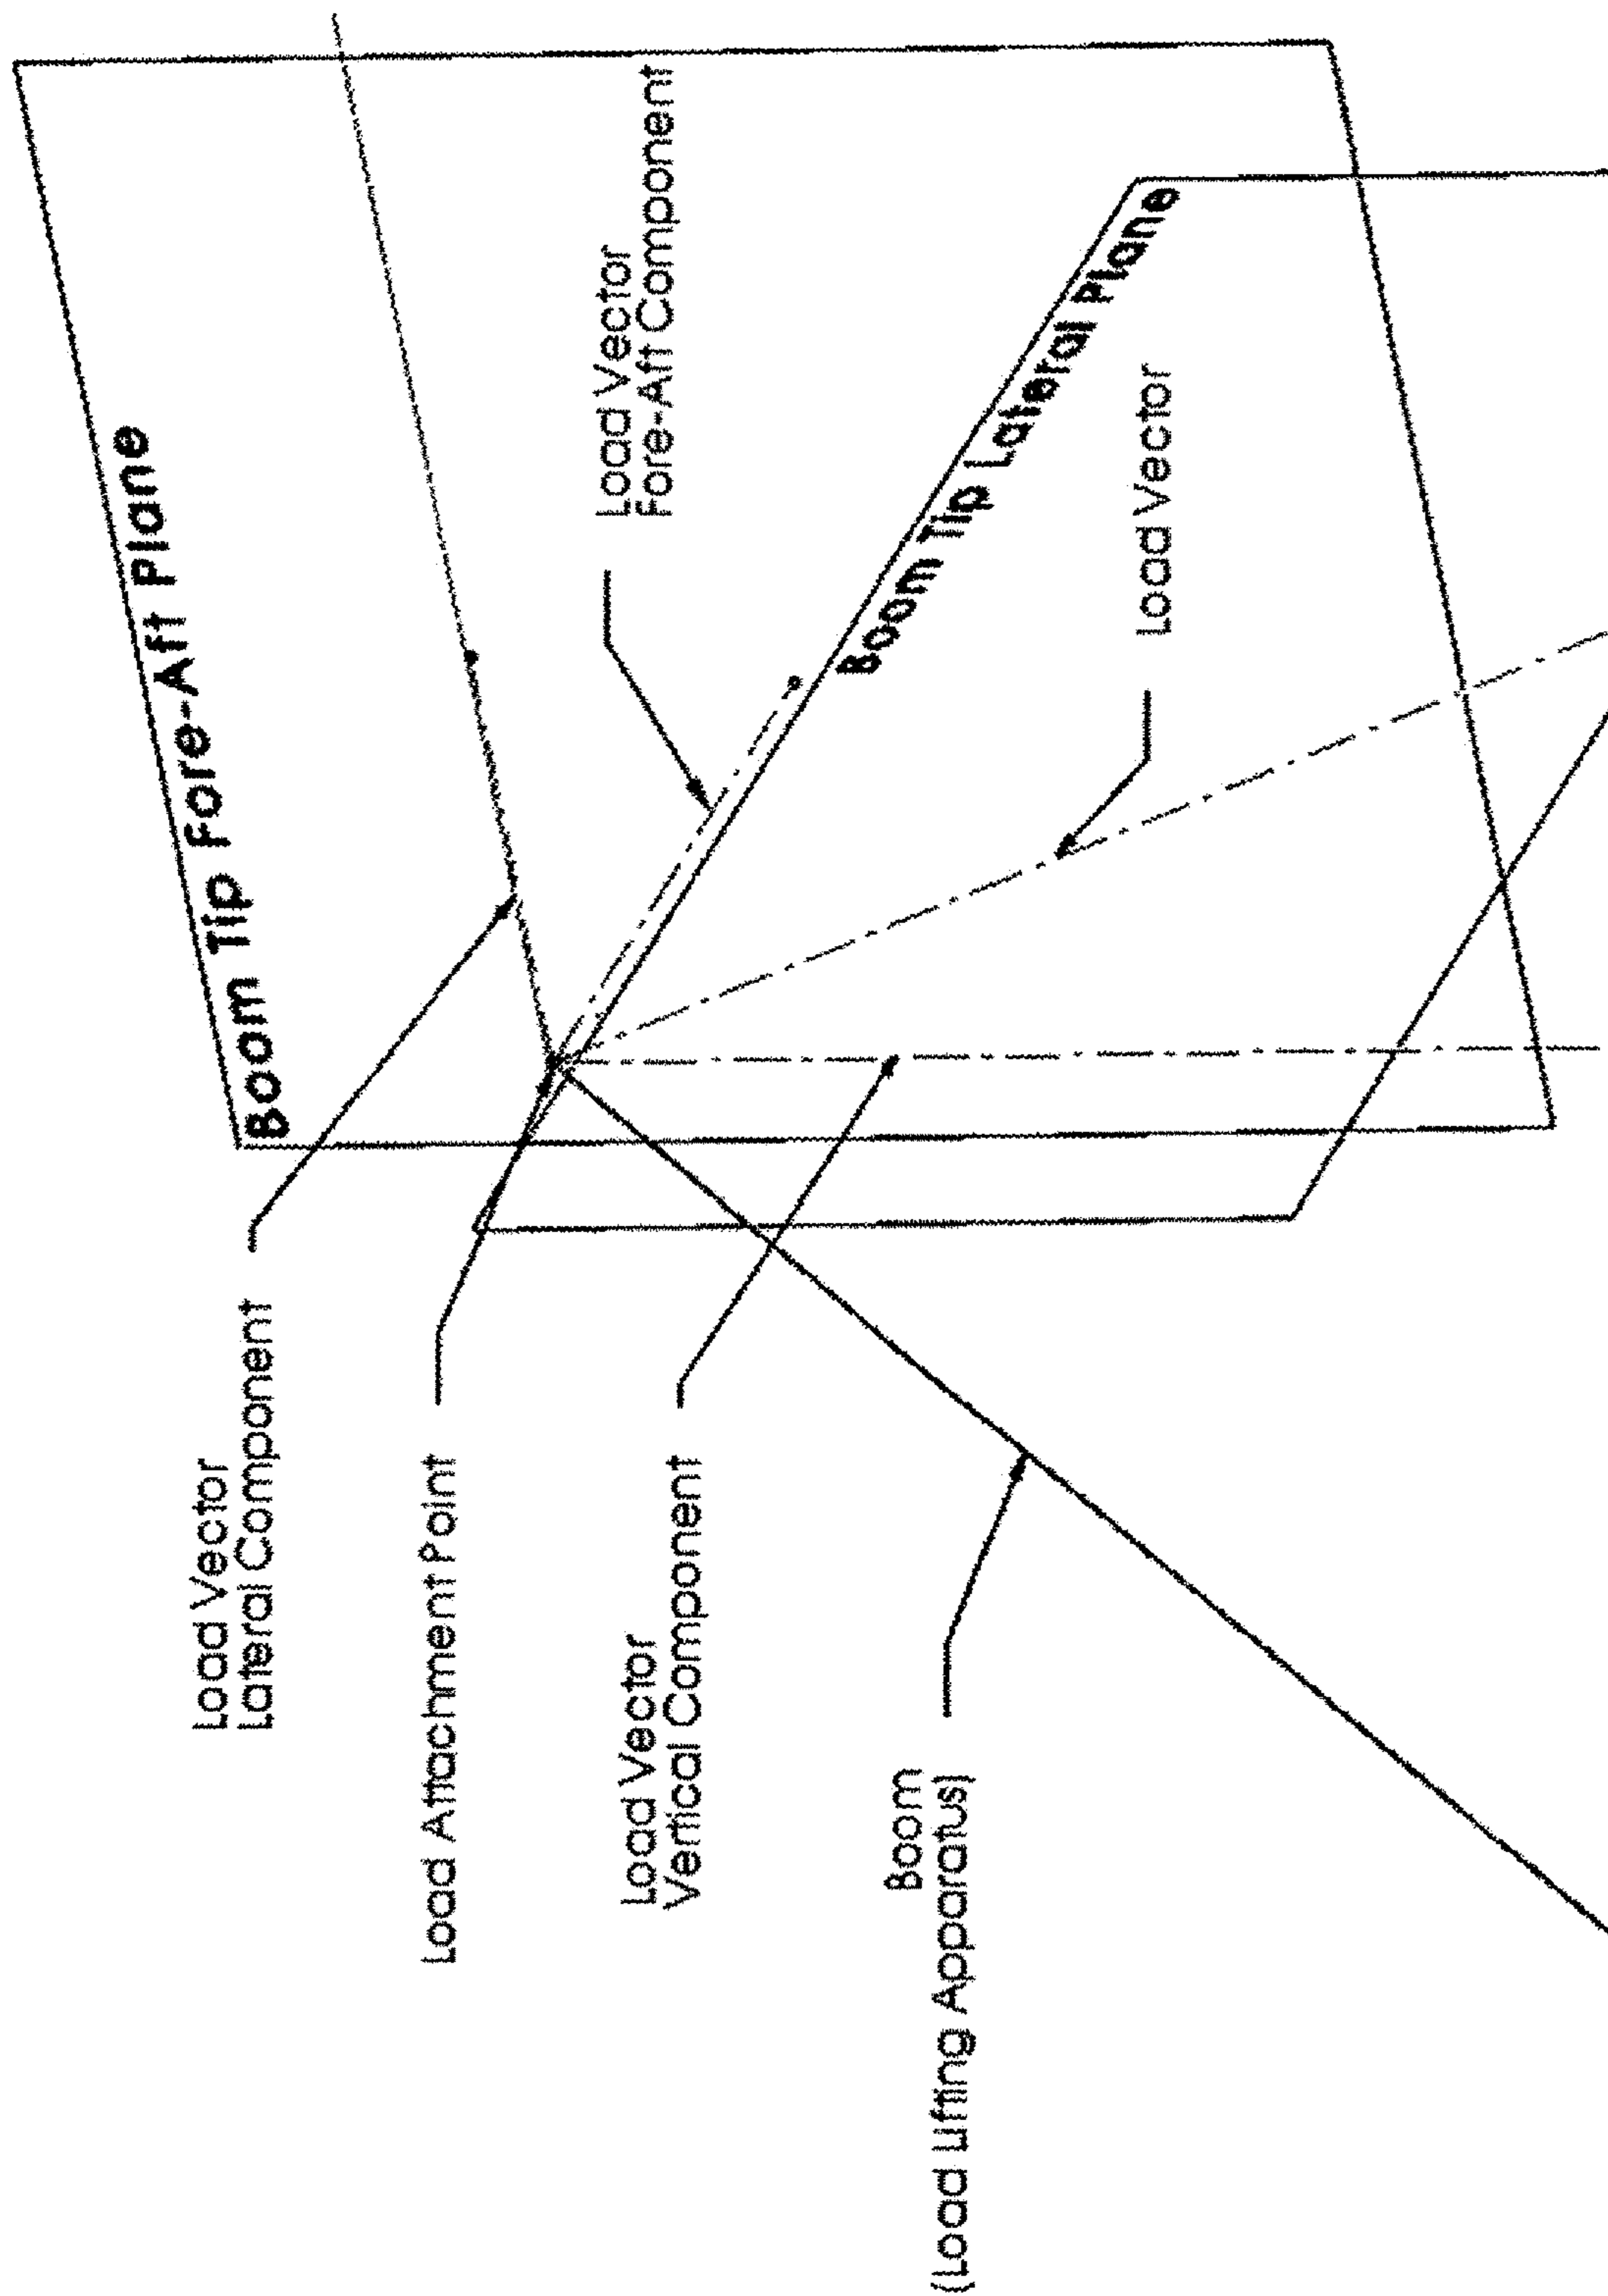 Boom Tip Fore-Aft Plane
Load Vector
Lateral Component
Load Attachment Point
Load Vector
Fore-Aft Component
Load Vector
Vertical Component
Boom Tip Lateral Plane
Boom
(Load Lifting Apparatus)
Load Vector